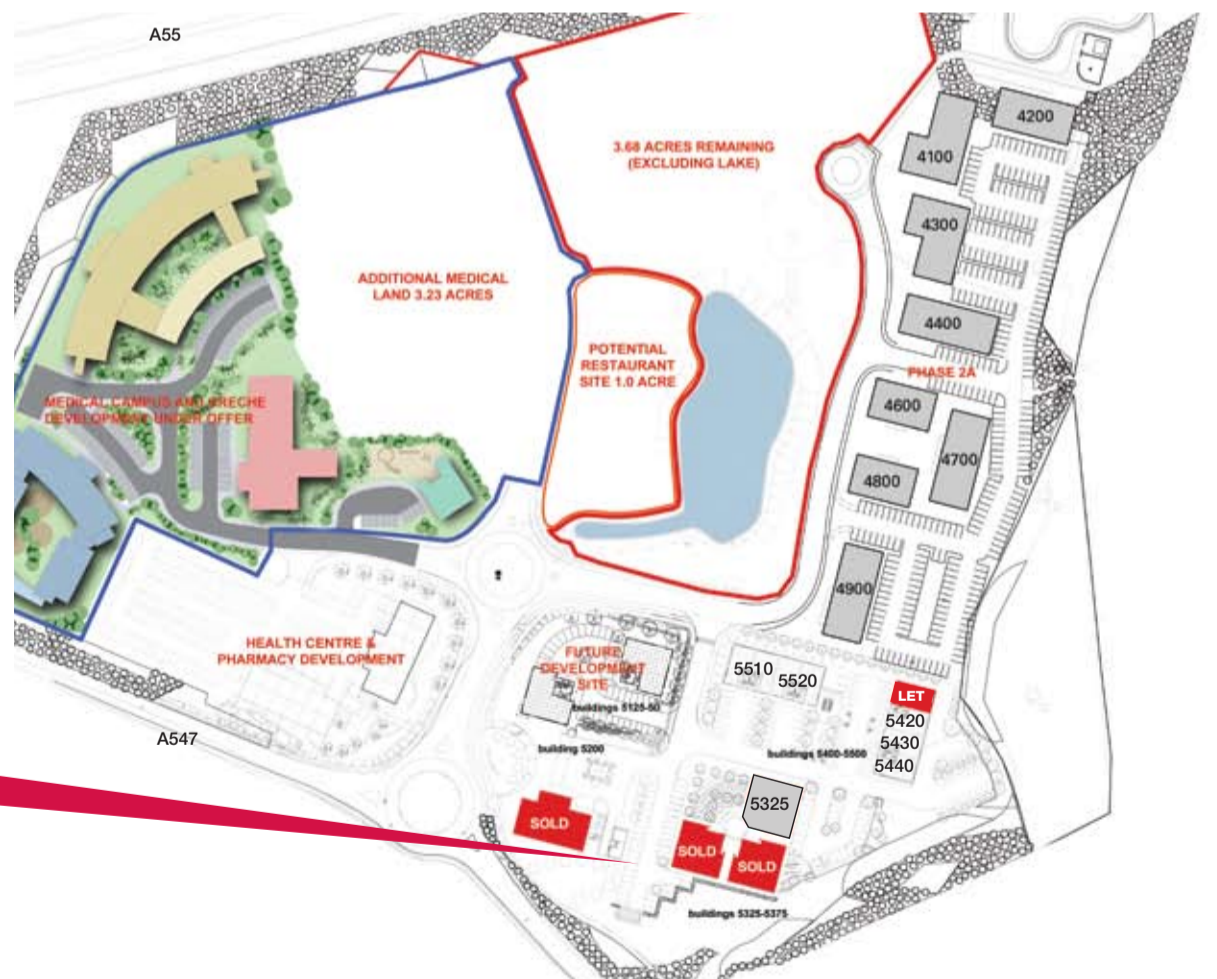 A55
4200
3.68 ACRES REMAINING
(EXCLUDING LAKE)
4100
4300
ADDITIONAL MEDICAL
LAND 3.23 ACRES
4400
POTENTIAL
RESTAURANT
SITE 1.0 ACRE
PHASE 2A
MEDICAL CAMPUS AND CRECHE
DEVELOPMENT UNDER OFFER
4600
4700
4800
4900
HEALTH CENTRE &
PHARMACY DEVELOPMENT
FUTURE
DEVELOPMENT
SITE
5510
5520
LET
buildings 5125-50
5420
A547
building 5200
buildings 5400-5500
5430
5440
5325
SOLD
SOLD
SOLD
buildings 5325-5375